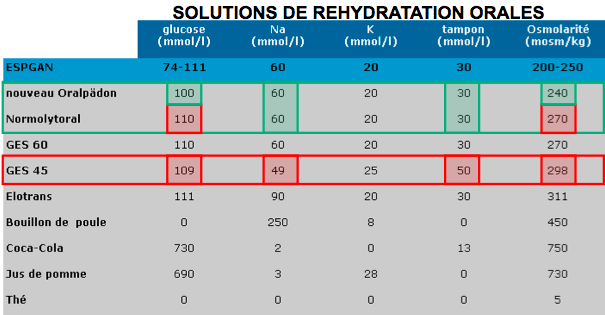 SOLUTIONS DE REHYDRATATION ORALES
glucose (mmol/l) Na (mmol/l) K (mmol/l) tampon (mmol/l) Osmolarité (mosm/kg)
ESPGAN 74-111 60 20 30 200-250
nouveau Oralpädon 100 60 20 30 240
Normolytoral 110 60 20 30 270
GES 60 110 60 20 30 270
GES 45 109 49 25 50 298
Elotrans 111 90 20 30 311
Bouillon de poule 0 250 8 0 450
Coca-Cola 730 2 0 13 750
Jus de pomme 690 3 28 0 730
Thé 0 0 0 0 5